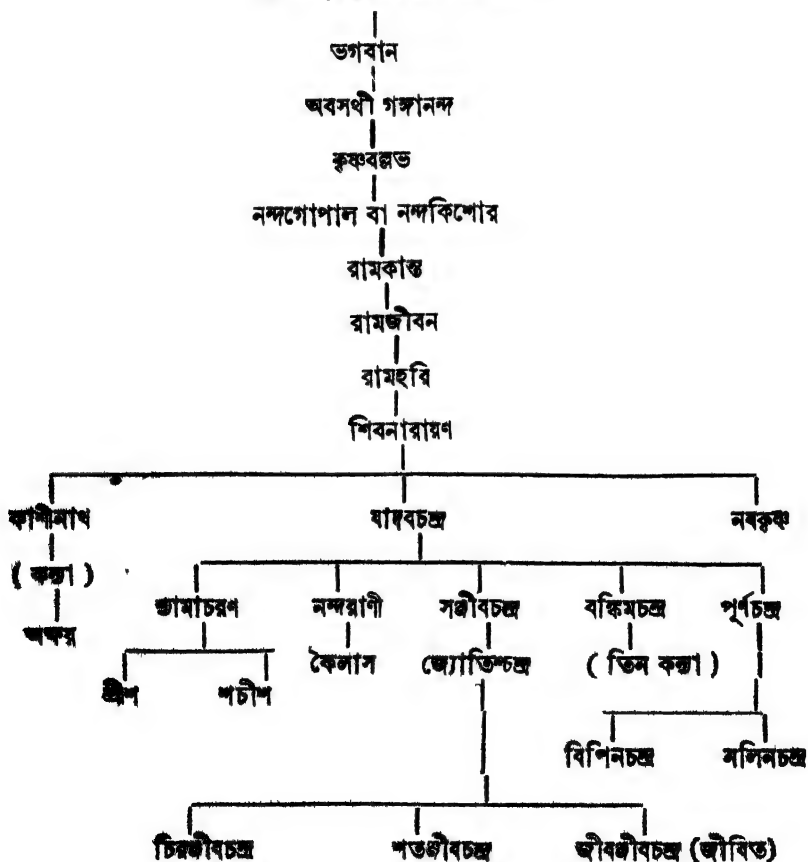 ভগবান
অবসথী গঙ্গানন্দ
কৃষ্ণবল্লভ
নন্দগোপাল বা নন্দকিশোর
রামকান্ত
রামজীবন
রামহরি
শিবনারায়ণ
কাশীনাথ যাদবচন্দ্র নবকৃষ্ণ
( কন্যা ) শ্যামাচরণ নন্দরাণী সঞ্জীবচন্দ্র বঙ্কিমচন্দ্র পূর্ণচন্দ্র
অক্ষয় শ্রীশ শচীশ কৈলাস জ্যোতিশ্চন্দ্র ( তিন কন্যা )
বিপিনচন্দ্র নলিনচন্দ্র
চিরঞ্জীবচন্দ্র শতঞ্জীবচন্দ্র জীবঞ্জীবচন্দ্র (জীবিত)